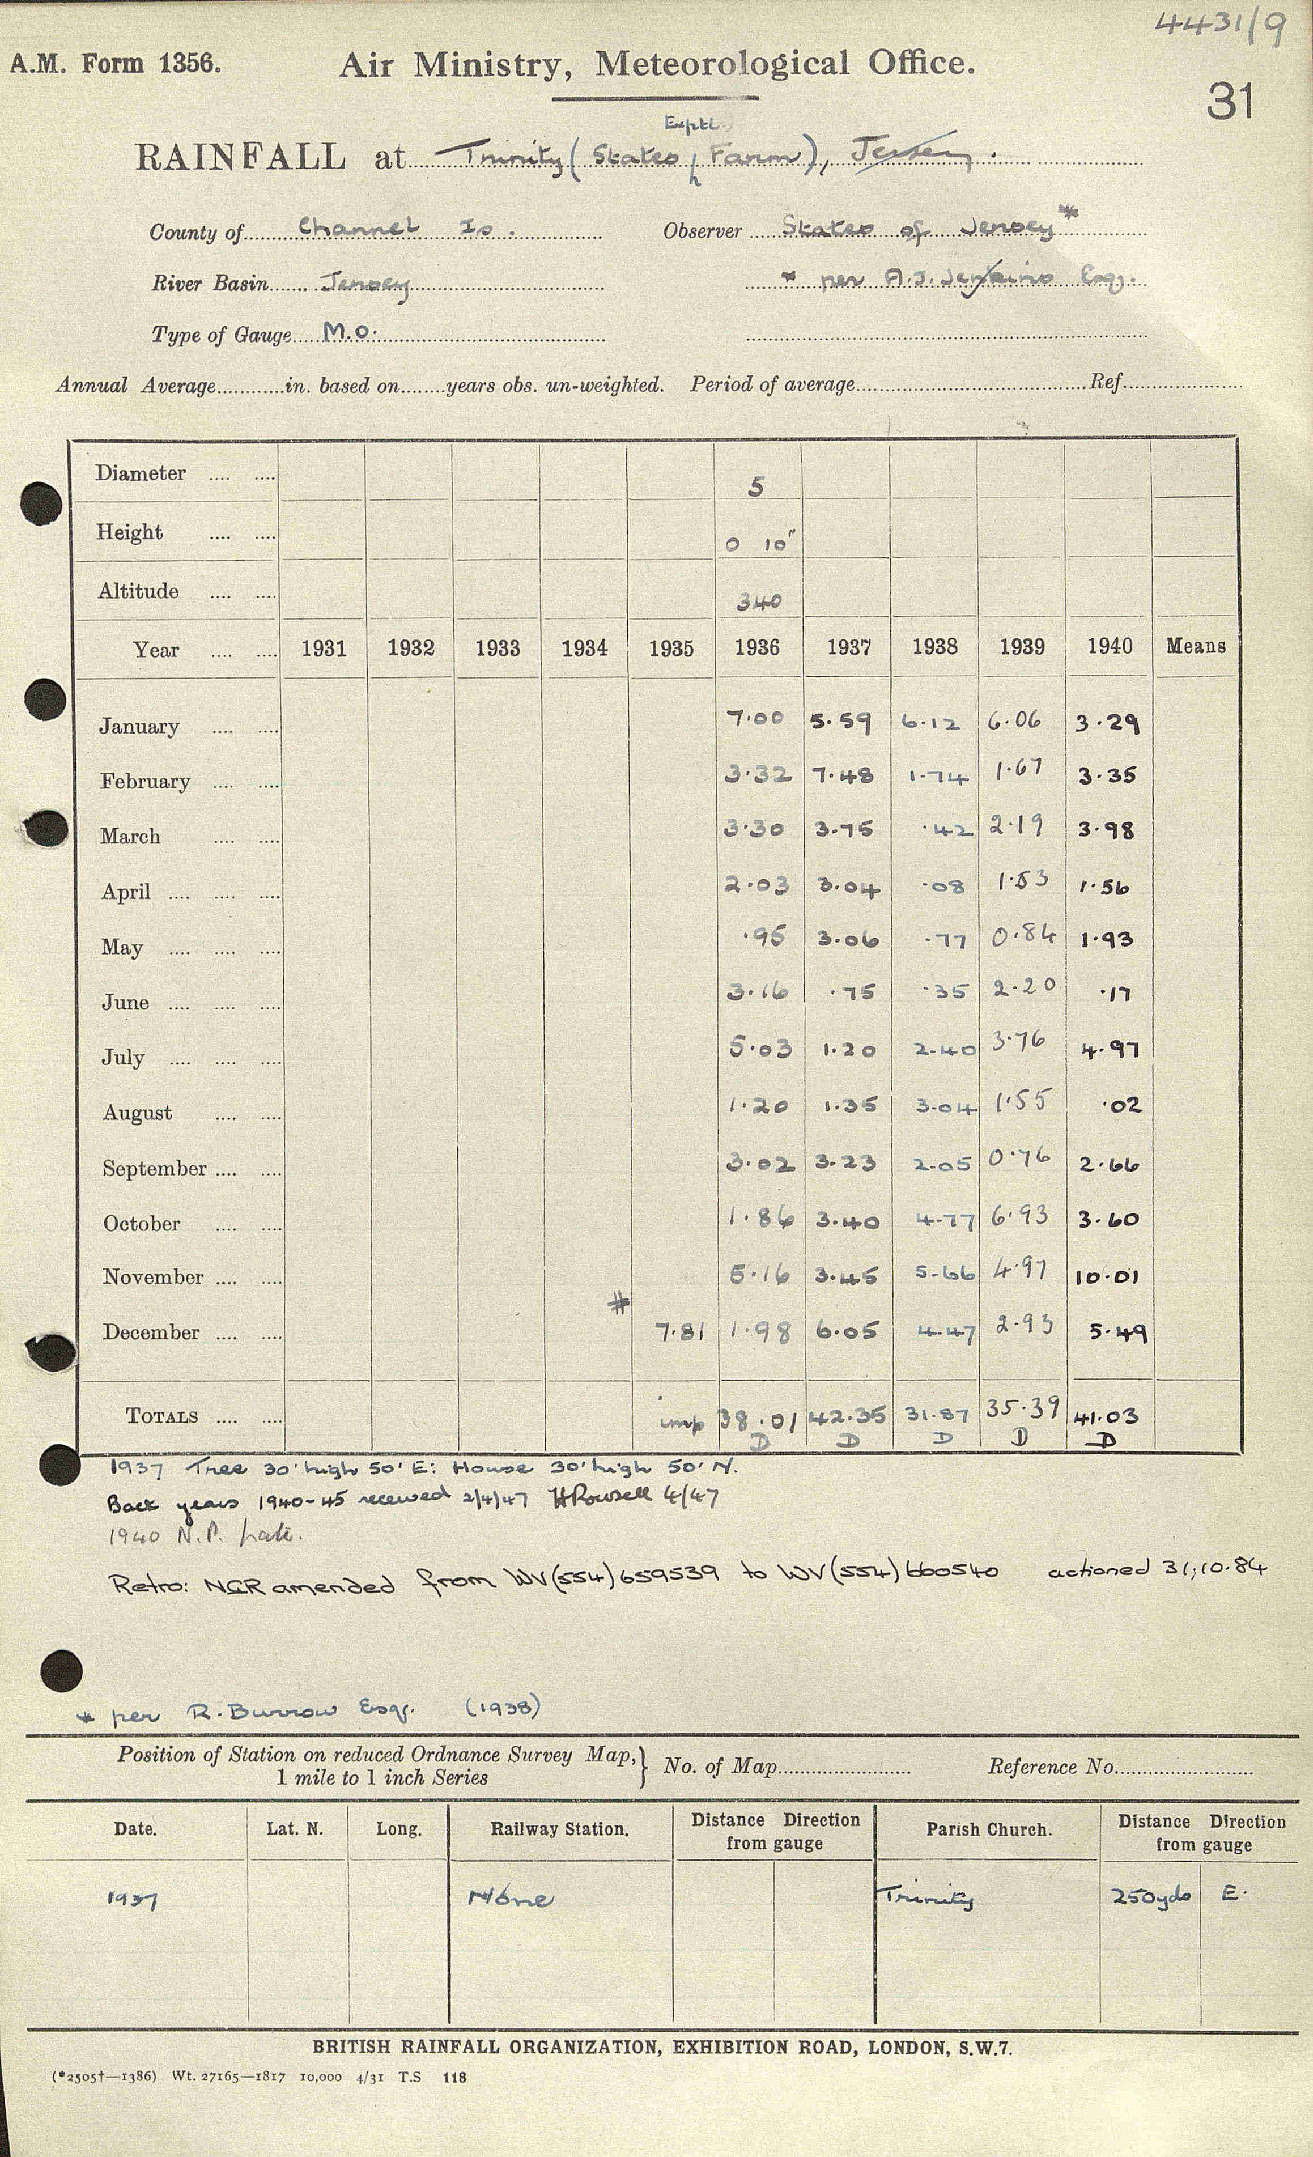 4431/9
A.M. Form 1356. Air Ministry, Meteorological Office.
31
Exptl.
RAINFALL at Trinity (States Farm), Jersey.
County of Channel Is. Observer States of Jersey *
River Basin Jersey * per A.J. Jenkins Esq.
Type of Gauge M.O.
Annual Average in. based on years obs. un-weighted. Period of average Ref
Diameter 5
Height 0 10"
Altitude 340
Year 1931 1932 1933 1934 1935 1936 1937 1938 1939 1940 Means
January 7.00 5.59 6.12 6.06 3.29
February 3.32 7.48 1.74 1.67 3.35
March 3.30 3.75 .42 2.19 3.98
April 2.03 3.04 .08 1.53 1.56
May .95 3.06 .77 0.84 1.93
June 3.16 .75 .35 2.20 .17
July 5.03 1.20 2.40 3.76 4.97
August 1.20 1.35 3.04 1.55 .02
September 3.02 3.23 2.05 0.76 2.66
October 1.86 3.40 4.77 6.93 3.60
November 5.16 3.45 5.66 4.97 10.01
#
December 7.81 1.98 6.05 4.47 2.93 5.49
TOTALS imp 38.01 42.35 31.87 35.39 41.03
D D D D D
1937 Tree 30' high 50' E: House 30' high 50' N.
Back years 1940-45 received 2/4/47 H Rowsell 4/47
1940 N.P. late.
Retro: NGR amended from WV(554)659539 to WV(554)660540 actioned 31.10.84
* per R. Burrow Esq. (1938)
Position of Station on reduced Ordnance Survey Map, } No. of Map Reference No.
1 mile to 1 inch Series
Date. Lat. N. Long. Railway Station. Distance Direction from gauge Parish Church. Distance Direction from gauge
1937 None Trinity 250yds E.
BRITISH RAINFALL ORGANIZATION, EXHIBITION ROAD, LONDON, S.W.7.
(*2505†—1386) Wt. 27165—1817 10,000 4/31 T.S 118